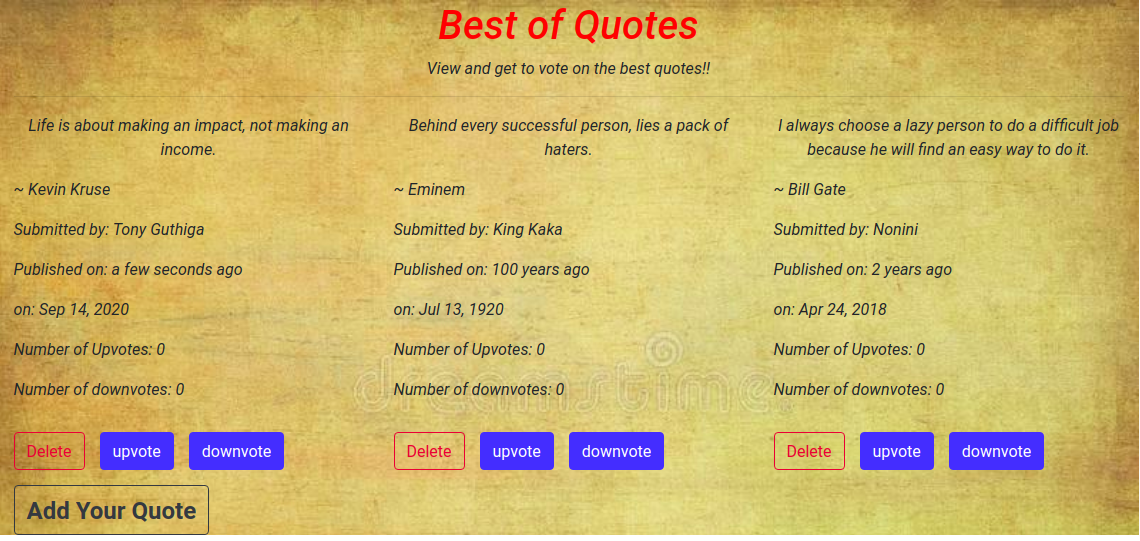 Best of Quotes
View and get to vote on the best quotes!!
Life is about making an impact, not making an
income.
~ Kevin Kruse
Submitted by: Tony Guthiga
Published on: a few seconds ago
on: Sep 14, 2020
Number of Upvotes: 0
Number of downvotes: 0
Delete upvote downvote
Behind every successful person, lies a pack of
haters.
~ Eminem
Submitted by: King Kaka
Published on: 100 years ago
on: Jul 13, 1920
Number of Upvotes: 0
Number of downvotes: 0
Delete upvote downvote
I always choose a lazy person to do a difficult job
because he will find an easy way to do it.
~ Bill Gate
Submitted by: Nonini
Published on: 2 years ago
on: Apr 24, 2018
Number of Upvotes: 0
Number of downvotes: 0
Delete upvote downvote
Add Your Quote
dreamstime